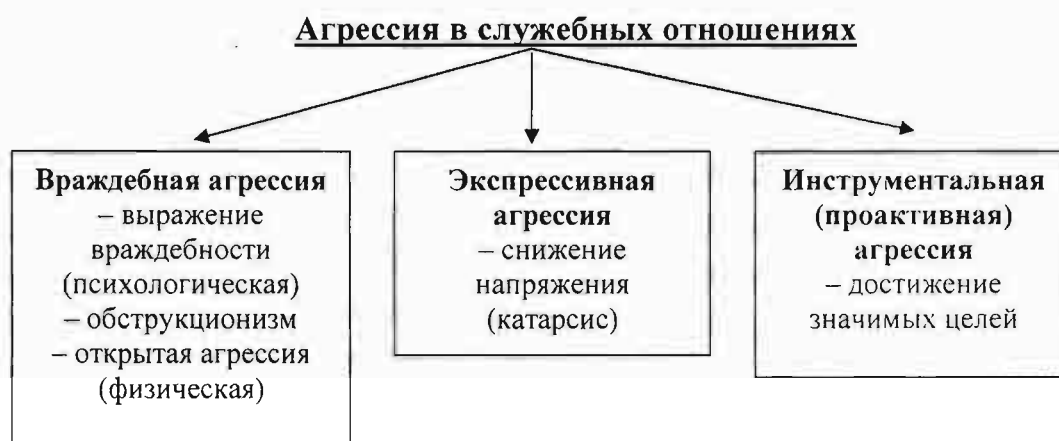 Агрессия в служебных отношениях
Враждебная агрессия
– выражение
враждебности
(психологическая)
– обструкционизм
– открытая агрессия
(физическая)
Экспрессивная
агрессия
– снижение
напряжения
(катарсис)
Инструментальная
(проактивная)
агрессия
– достижение
значимых целей